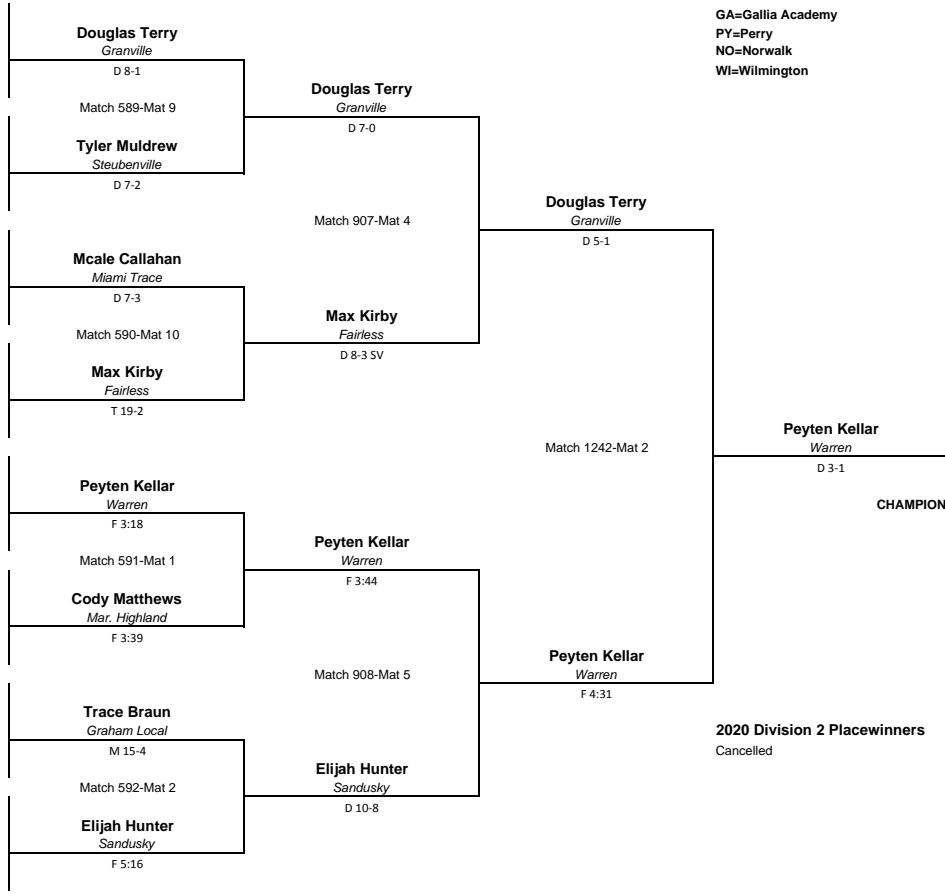 GA=Gallia Academy
PY=Perry
NO=Norwalk
WI=Wilmington
Douglas Terry
Granville
D 8-1
Match 589-Mat 9
Tyler Muldrew
Steubenville
D 7-2
Mcale Callahan
Miami Trace
D 7-3
Match 590-Mat 10
Max Kirby
Fairless
T 19-2
Peyten Kellar
Warren
F 3:18
Match 591-Mat 1
Cody Matthews
Mar. Highland
F 3:39
Trace Braun
Graham Local
M 15-4
Match 592-Mat 2
Elijah Hunter
Sandusky
F 5:16
Douglas Terry
Granville
D 7-0
Match 907-Mat 4
Max Kirby
Fairless
D 8-3 SV
Peyten Kellar
Warren
F 3:44
Match 908-Mat 5
Elijah Hunter
Sandusky
D 10-8
Douglas Terry
Granville
D 5-1
Match 1242-Mat 2
Peyten Kellar
Warren
F 4:31
Peyten Kellar
Warren
D 3-1
CHAMPION
2020 Division 2 Placewinners
Cancelled